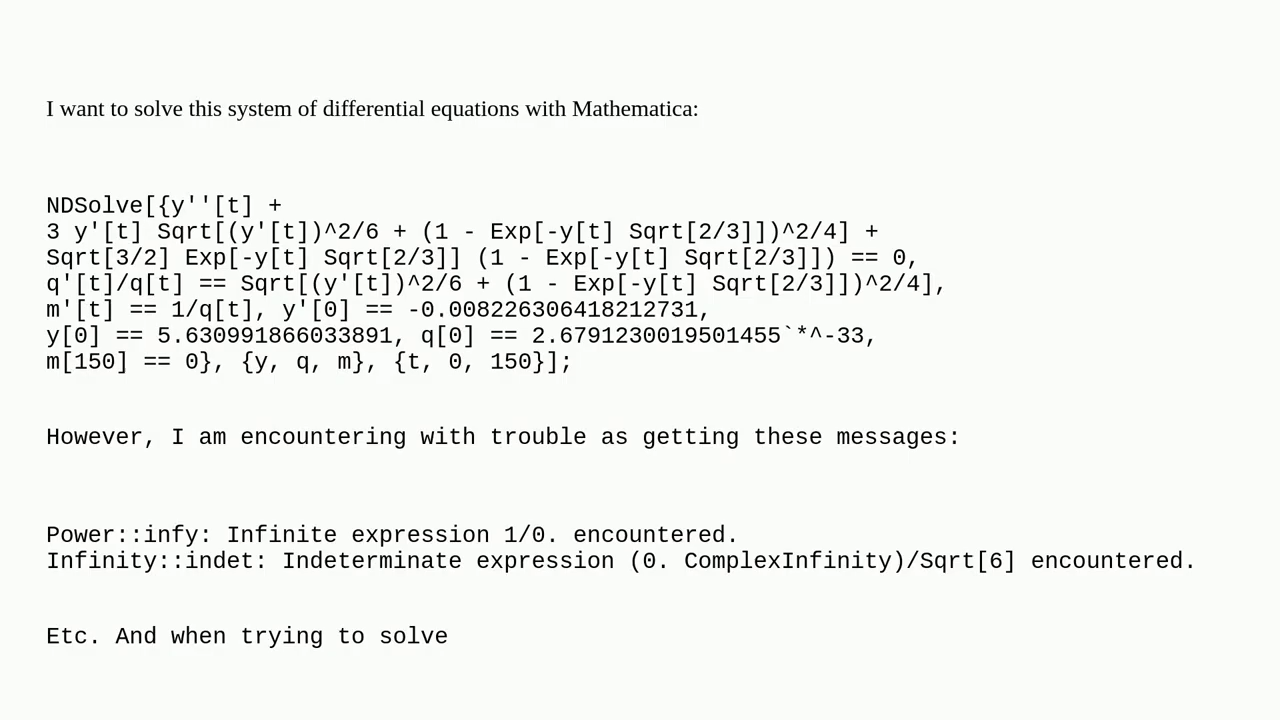 I want to solve this system of differential equations with Mathematica:
NDSolve[{y''[t] +
3 y'[t] Sqrt[(y'[t])^2/6 + (1 - Exp[-y[t] Sqrt[2/3]])^2/4] +
Sqrt[3/2] Exp[-y[t] Sqrt[2/3]] (1 - Exp[-y[t] Sqrt[2/3]]) == 0,
q'[t]/q[t] == Sqrt[(y'[t])^2/6 + (1 - Exp[-y[t] Sqrt[2/3]])^2/4],
m'[t] == 1/q[t], y'[0] == -0.008226306418212731,
y[0] == 5.630991866033891, q[0] == 2.6791230019501455`*^-33,
m[150] == 0}, {y, q, m}, {t, 0, 150}];
However, I am encountering with trouble as getting these messages:
Power::infy: Infinite expression 1/0. encountered.
Infinity::indet: Indeterminate expression (0. ComplexInfinity)/Sqrt[6] encountered.
Etc. And when trying to solve